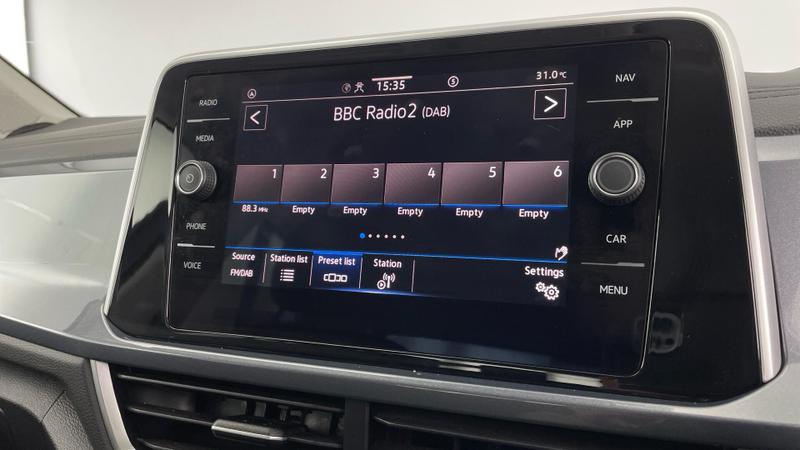 15:35 31.0 °C
RADIO NAV
BBC Radio2 (DAB)
MEDIA APP
1 2 3 4 5 6
88.3 MHz Empty Empty Empty Empty Empty
PHONE CAR
Source Station list Preset list Station Settings
FM/DAB
VOICE MENU